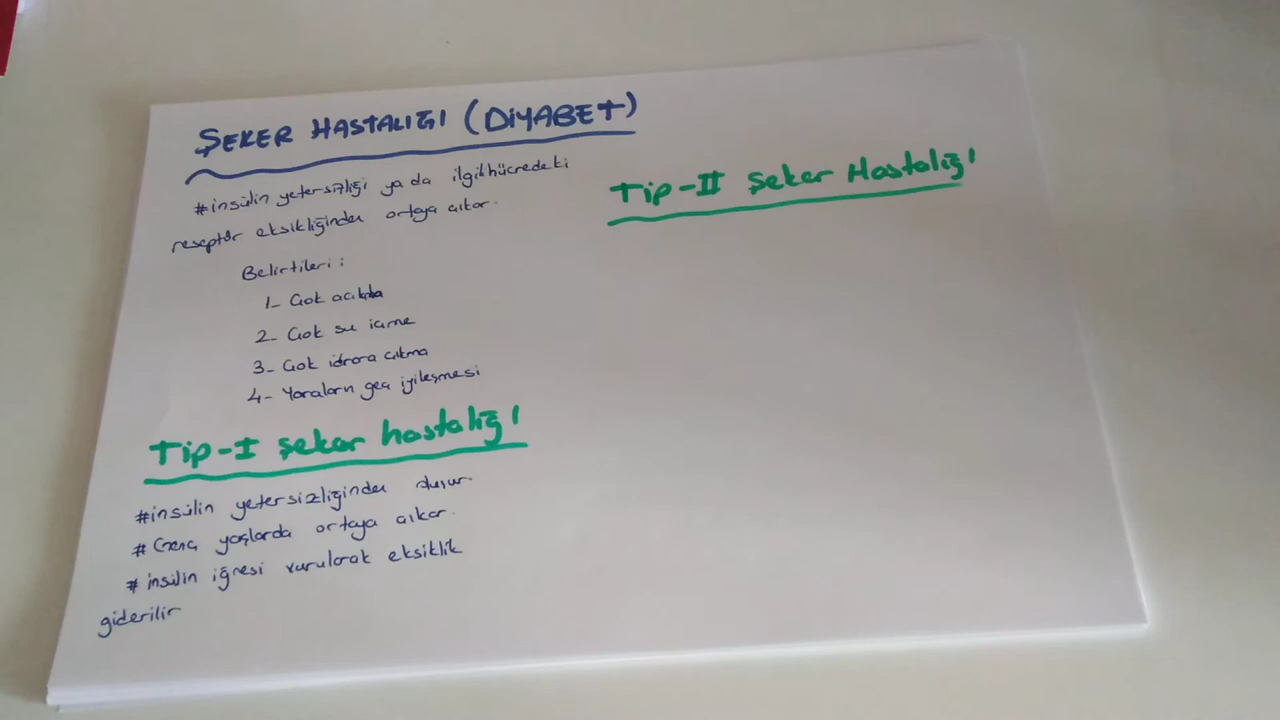 ŞEKER HASTALIĞI (DİYABET)
#insülin yetersizliği ya da ilgili hücredeki
reseptör eksikliğinden ortaya çıkar.
Belirtileri :
1- Çok acıkma
2- Çok su içme
3- Çok idrara çıkma
4- Yaraların geç iyileşmesi
Tip-I şeker hastalığı
#insülin yetersizliğinden oluşur.
# Genç yaşlarda ortaya çıkar.
# insülin iğnesi vurularak eksiklik
giderilir
Tip-II şeker Hastalığı